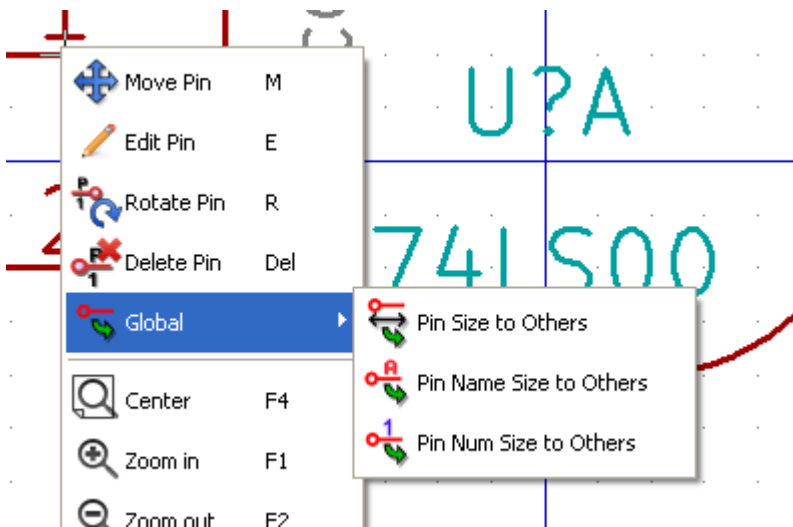 Move Pin M
U?A
Edit Pin E
Rotate Pin R
74LS00
Delete Pin Del
Global
Pin Size to Others
Pin Name Size to Others
Center F4
Pin Num Size to Others
Zoom in F1
Zoom out F2